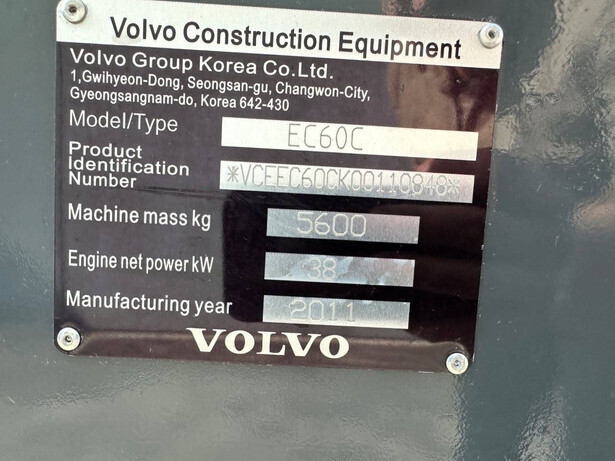 Volvo Construction Equipment
Volvo Group Korea Co.Ltd.
1,Gwihyeon-Dong, Seongsan-gu, Changwon-City,
Gyeongsangnam-do, Korea 642-430
Model/Type EC60C
Product
Identification
Number *VCEEC60CK00110848*
Machine mass kg 5600
Engine net power kW 38
Manufacturing year 2011
VOLVO